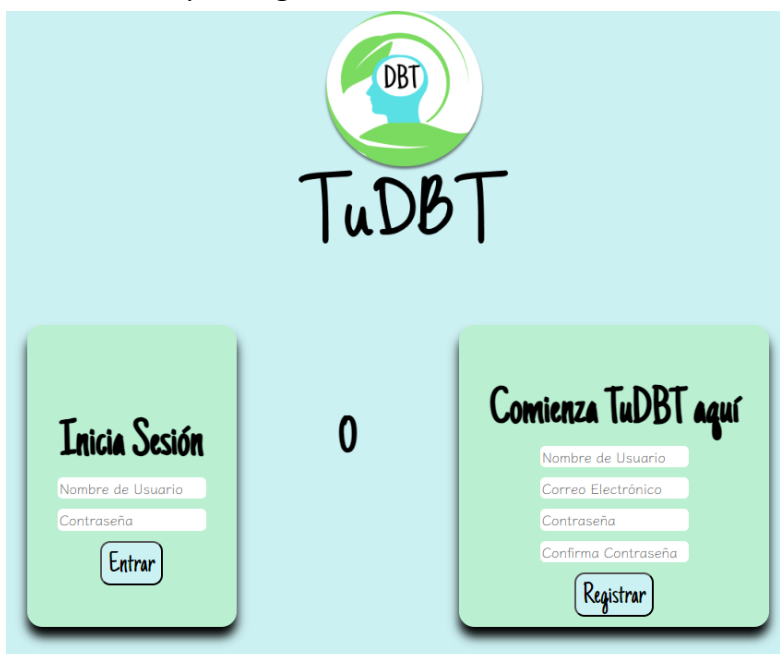 DBT
TuDBT
Inicia Sesión
Nombre de Usuario
Contraseña
Entrar
O
Comienza TuDBT aquí
Nombre de Usuario
Correo Electrónico
Contraseña
Confirma Contraseña
Registrar